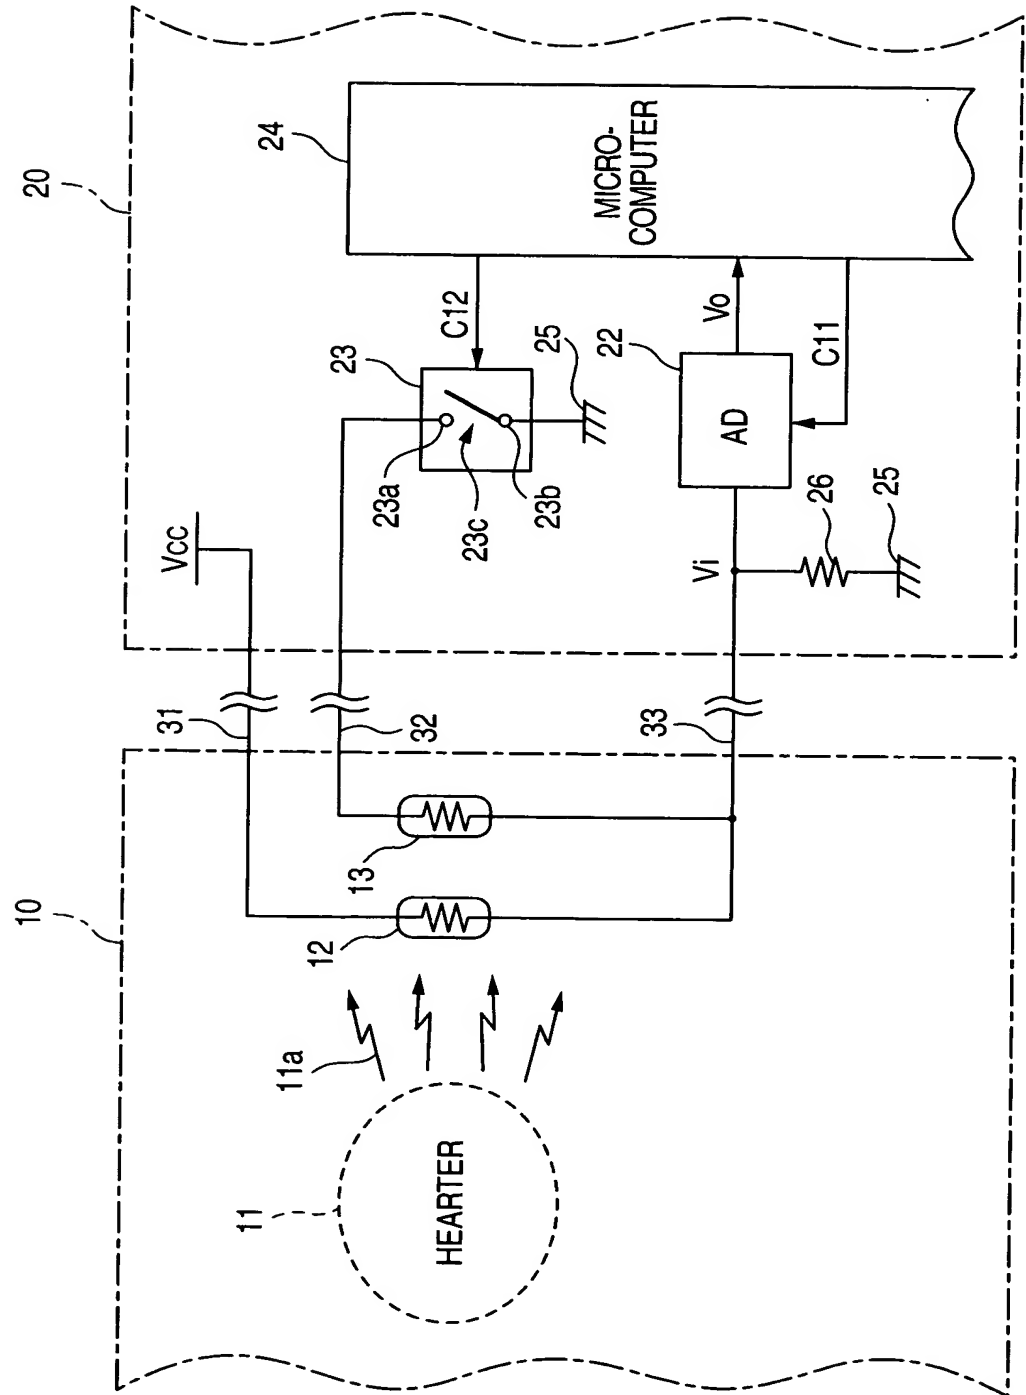 10
20
11
HEARTER
11a
12
13
31
32
33
Vcc
23
23a
23b
23c
C12
25
24
MICRO-
COMPUTER
22
AD
Vi
Vo
C11
26
25